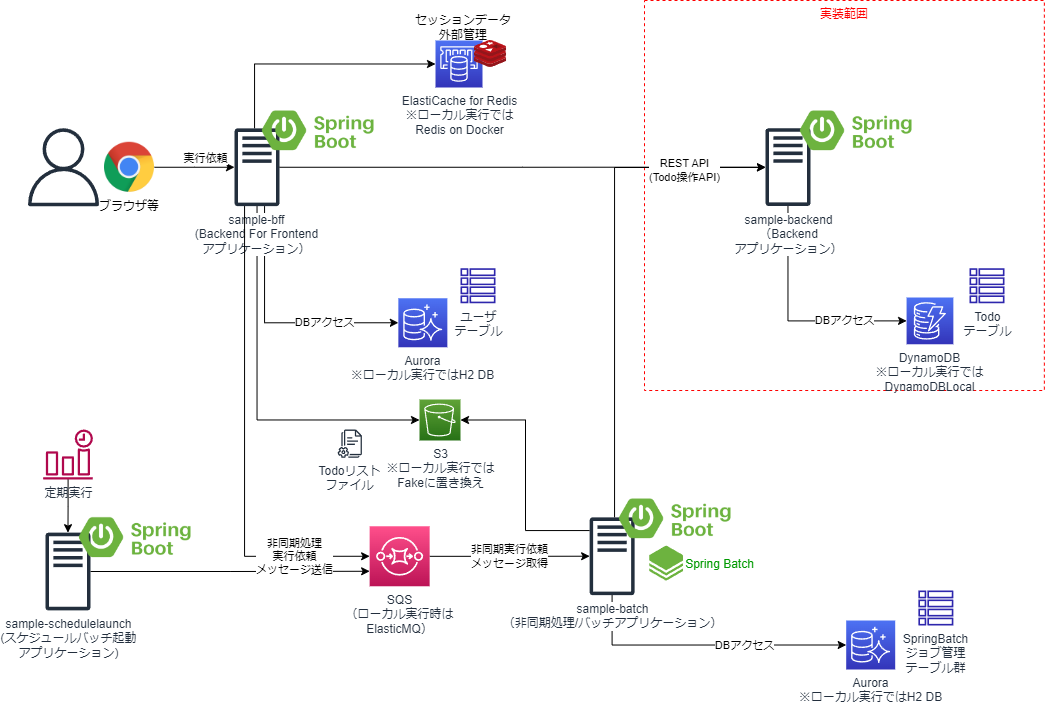 セッションデータ
外部管理
ElastiCache for Redis
※ローカル実行では
Redis on Docker
実装範囲
Spring
Boot
Spring
Boot
実行依頼
ブラウザ等
REST API
(Todo操作API)
sample-bff
(Backend For Frontend
アプリケーション）
sample-backend
（Backend
アプリケーション）
DBアクセス
ユーザ
テーブル
Aurora
※ローカル実行ではH2 DB
DBアクセス
Todo
テーブル
DynamoDB
※ローカル実行では
DynamoDBLocal
Todoリスト
ファイル
S3
※ローカル実行では
Fakeに置き換え
定期実行
Spring
Boot
sample-schedulelaunch
(スケジュールバッチ起動
アプリケーション)
非同期処理
実行依頼
メッセージ送信
SQS
（ローカル実行時は
ElasticMQ）
非同期実行依頼
メッセージ取得
Spring
Boot
Spring Batch
sample-batch
（非同期処理/バッチアプリケーション）
DBアクセス
SpringBatch
ジョブ管理
テーブル群
Aurora
※ローカル実行ではH2 DB